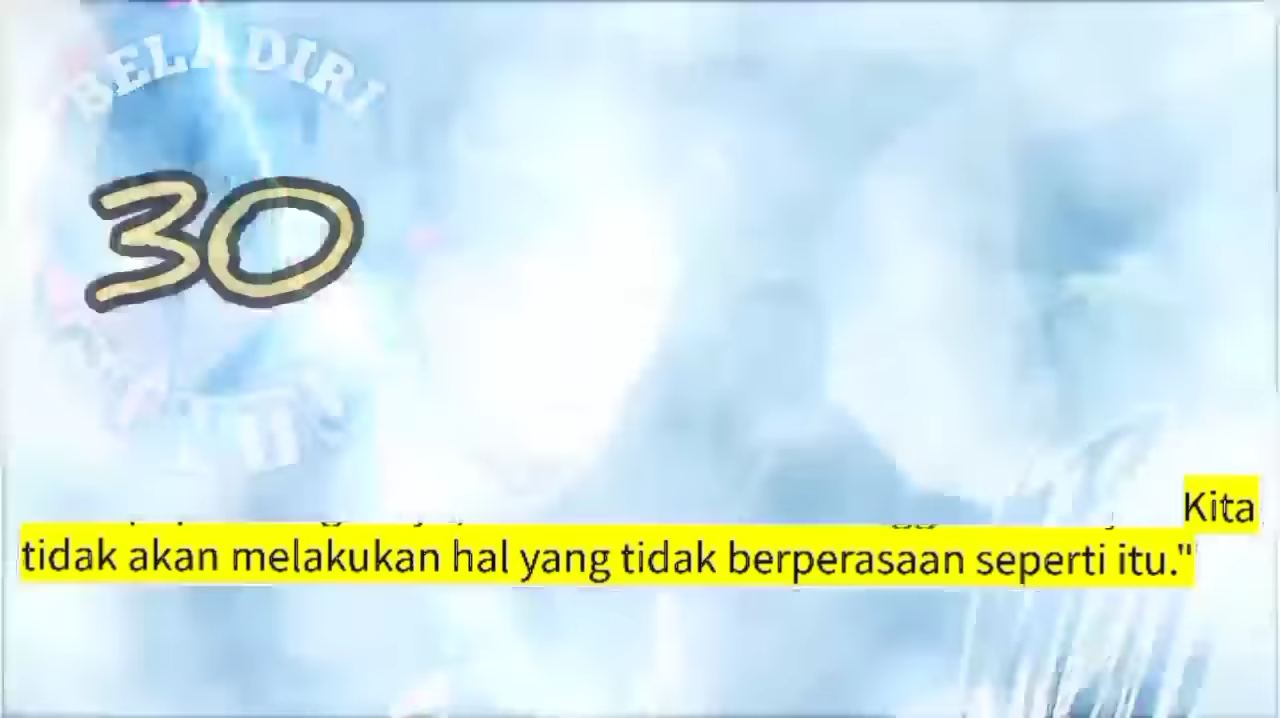 BELA DIRI
30
Kita
tidak akan melakukan hal yang tidak berperasaan seperti itu."